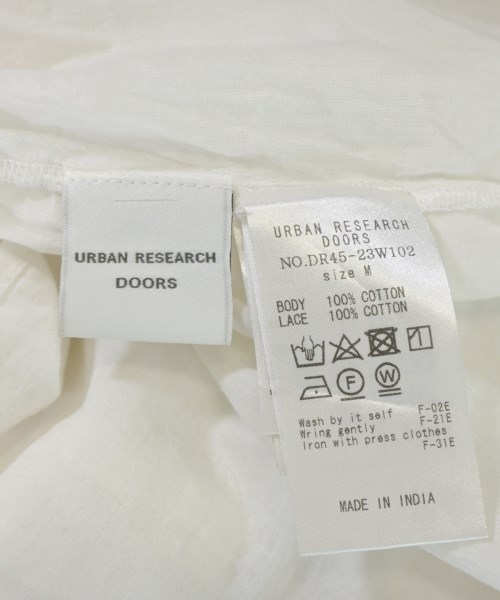 URBAN RESEARCH
DOORS
URBAN RESEARCH
DOORS
NO.DR45-23W102
size M
BODY 100% COTTON
LACE 100% COTTON
F W
Wash by it self F-02E
Wring gently F-21E
Iron with press clothes
F-31E
MADE IN INDIA